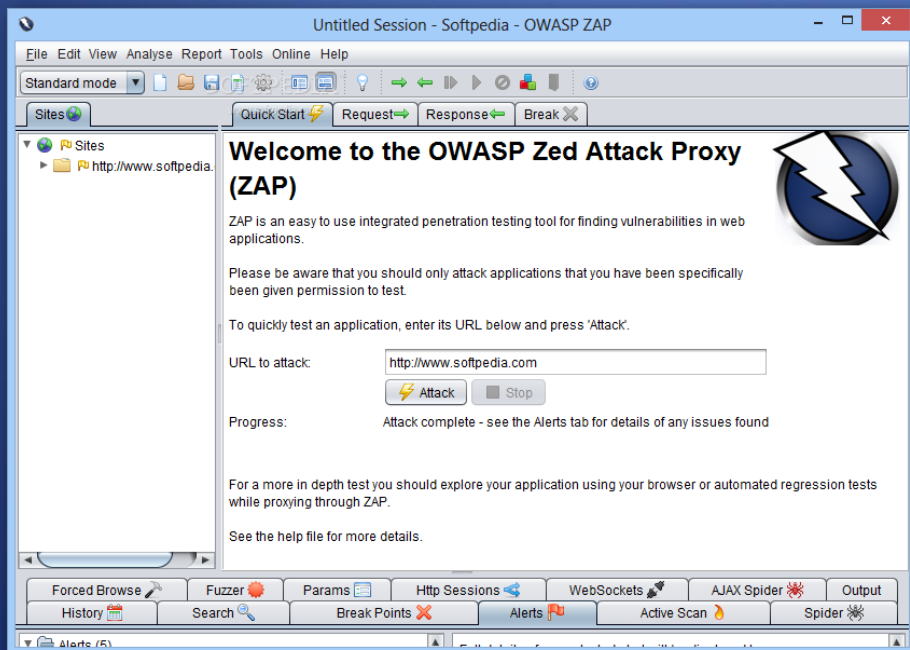 Untitled Session - Softpedia - OWASP ZAP
File Edit View Analyse Report Tools Online Help
Standard mode
Sites
Quick Start Request Response Break
Sites
http://www.softpedia.
Welcome to the OWASP Zed Attack Proxy
(ZAP)
ZAP is an easy to use integrated penetration testing tool for finding vulnerabilities in web
applications.
Please be aware that you should only attack applications that you have been specifically
been given permission to test.
To quickly test an application, enter its URL below and press 'Attack'.
URL to attack: http://www.softpedia.com
Attack Stop
Progress: Attack complete - see the Alerts tab for details of any issues found
For a more in depth test you should explore your application using your browser or automated regression tests
while proxying through ZAP.
See the help file for more details.
Forced Browse Fuzzer Params Http Sessions WebSockets AJAX Spider Output
History Search Break Points Alerts Active Scan Spider
Alerts (5)